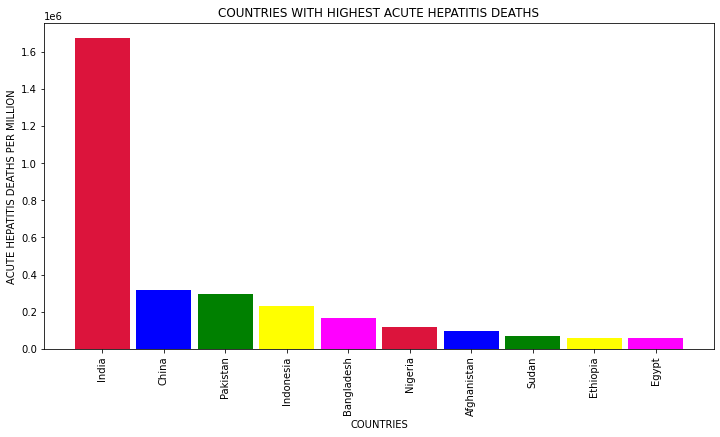 COUNTRIES WITH HIGHEST ACUTE HEPATITIS DEATHS
1e6
1.6
1.4
1.2
1.0
0.8
0.6
0.4
0.2
0.0
ACUTE HEPATITIS DEATHS PER MILLION
India
China
Pakistan
Indonesia
Bangladesh
Nigeria
Afghanistan
Sudan
Ethiopia
Egypt
COUNTRIES